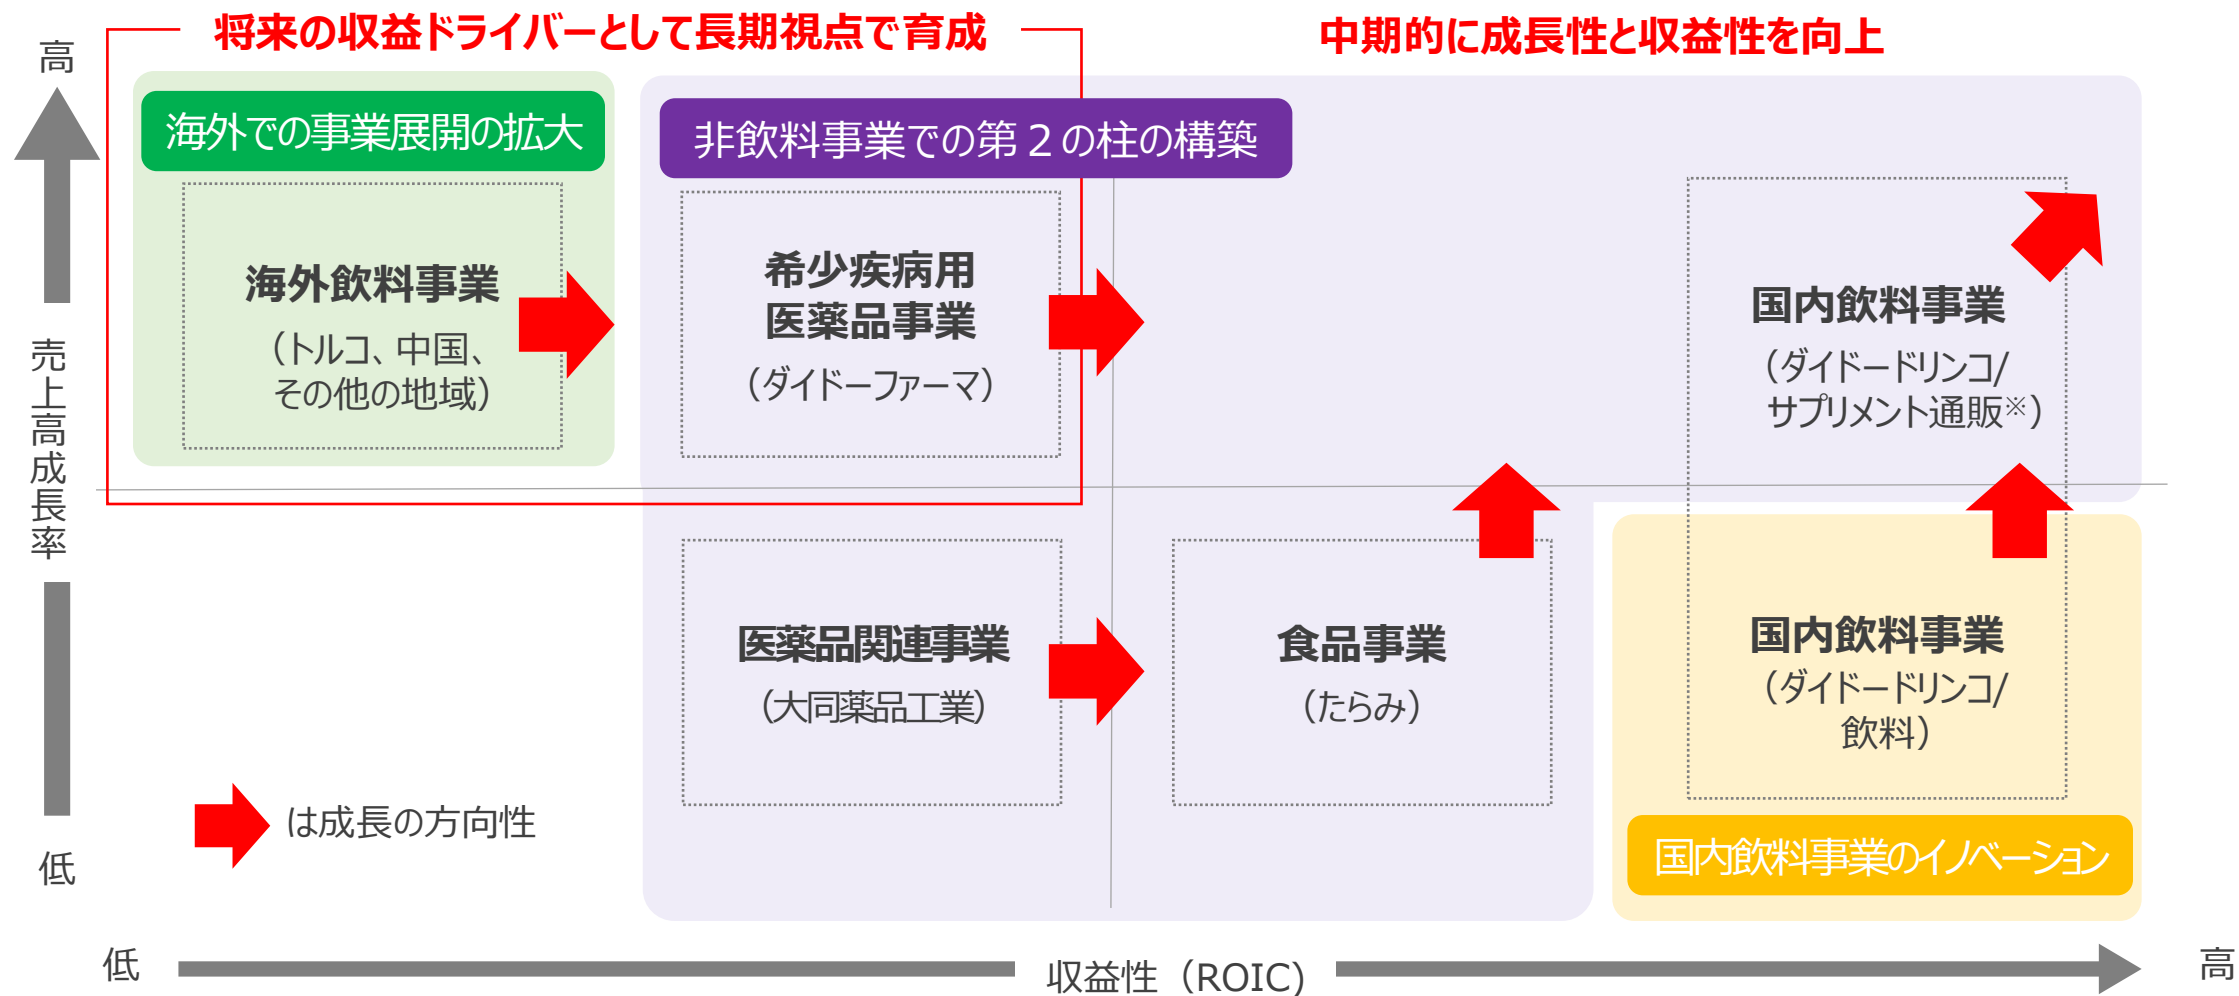 将来の収益ドライバーとして長期視点で育成
中期的に成長性と収益性を向上
高
売上高成長率
低
海外での事業展開の拡大
海外飲料事業
（トルコ、中国、
その他の地域）
非飲料事業での第２の柱の構築
希少疾病用
医薬品事業
（ダイドーファーマ）
国内飲料事業
（ダイドードリンコ/
サプリメント通販※）
医薬品関連事業
（大同薬品工業）
食品事業
（たらみ）
国内飲料事業
（ダイドードリンコ/
飲料）
国内飲料事業のイノベーション
は成長の方向性
低
収益性（ROIC)
高